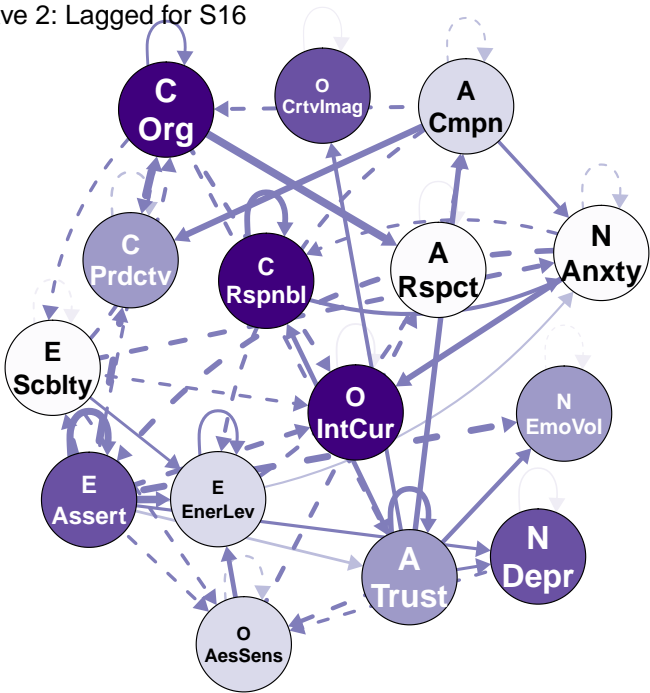 ve 2: Lagged for S16
C
Org
O
CrtvImag
A
Cmpn
C
Prdctv
C
Rspnbl
A
Rspct
N
Anxty
E
Scblty
O
IntCur
N
EmoVol
E
Assert
E
EnerLev
A
Trust
N
Depr
O
AesSens